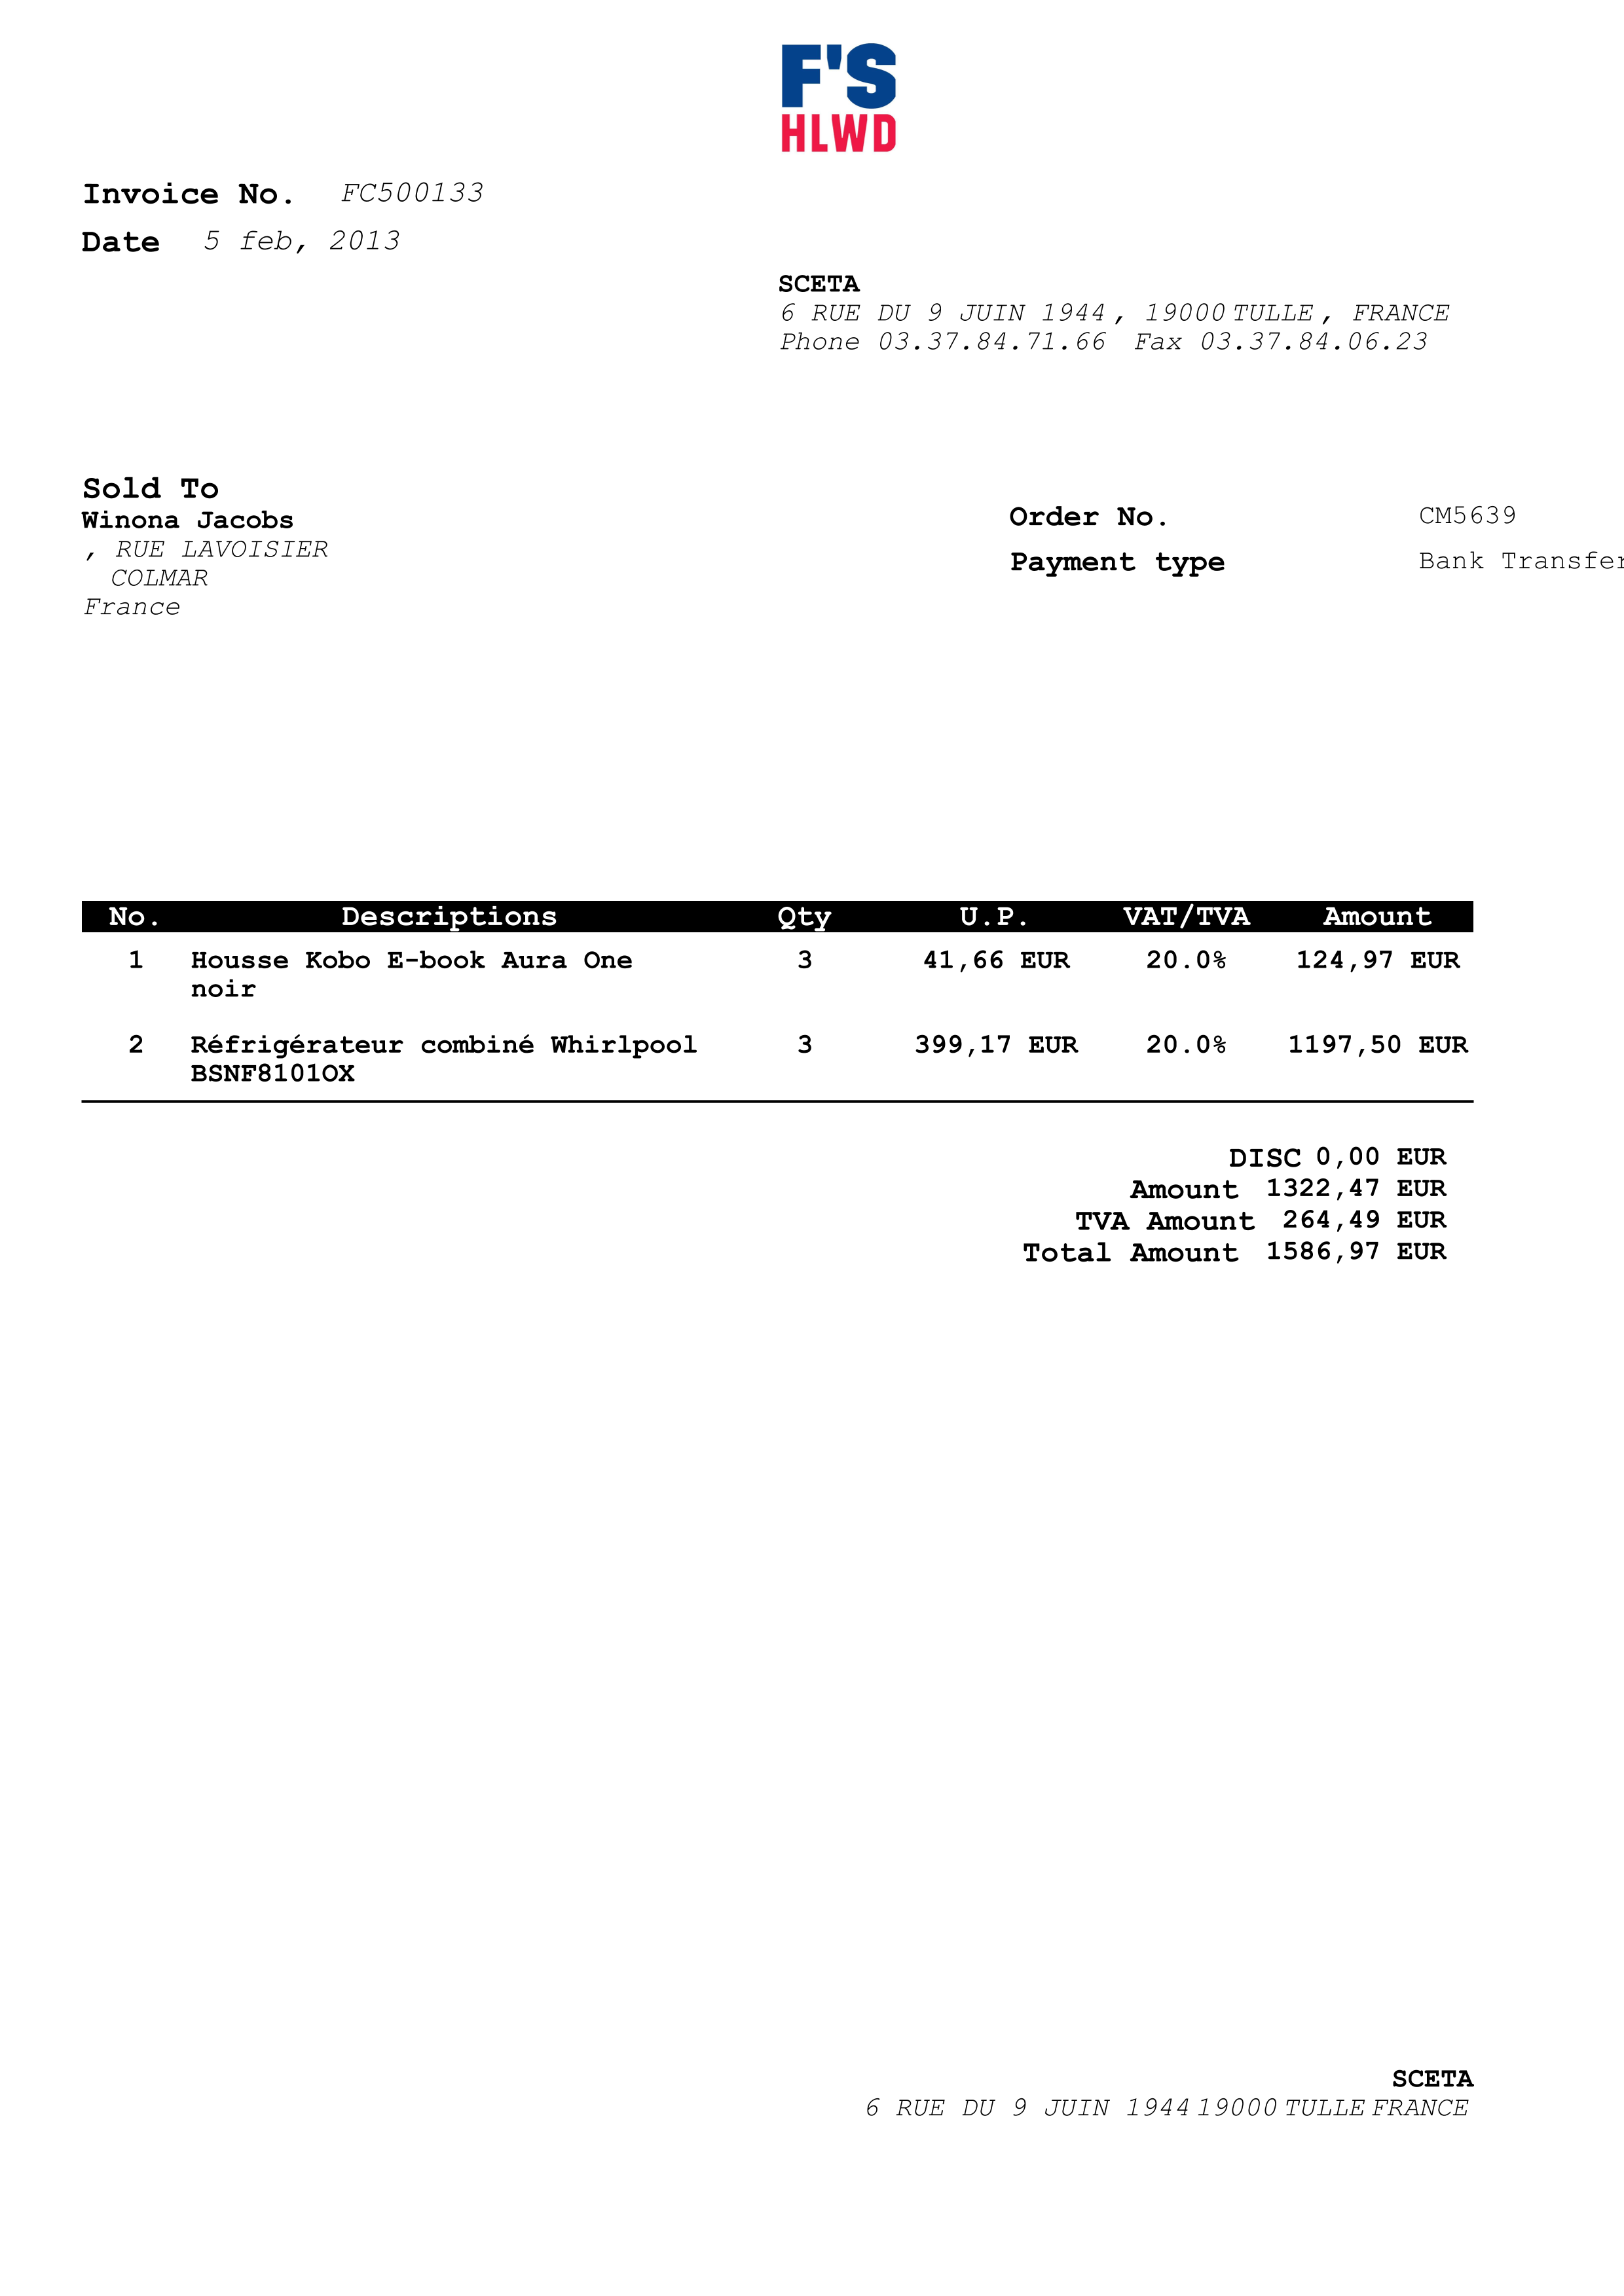 F'S
HLWD
Invoice No. FC500133
Date 5 feb, 2013
SCETA
6 RUE DU 9 JUIN 1944 , 19000 TULLE , FRANCE
Phone 03.37.84.71.66 Fax 03.37.84.06.23
Sold To
Winona Jacobs
, RUE LAVOISIER
COLMAR
France
Order No. CM5639
Payment type Bank Transfer
No. Descriptions Qty U.P. VAT/TVA Amount
1 Housse Kobo E-book Aura One 3 41,66 EUR 20.0% 124,97 EUR
noir
2 Réfrigérateur combiné Whirlpool 3 399,17 EUR 20.0% 1197,50 EUR
BSNF8101OX
DISC 0,00 EUR
Amount 1322,47 EUR
TVA Amount 264,49 EUR
Total Amount 1586,97 EUR
SCETA
6 RUE DU 9 JUIN 1944 19000 TULLE FRANCE